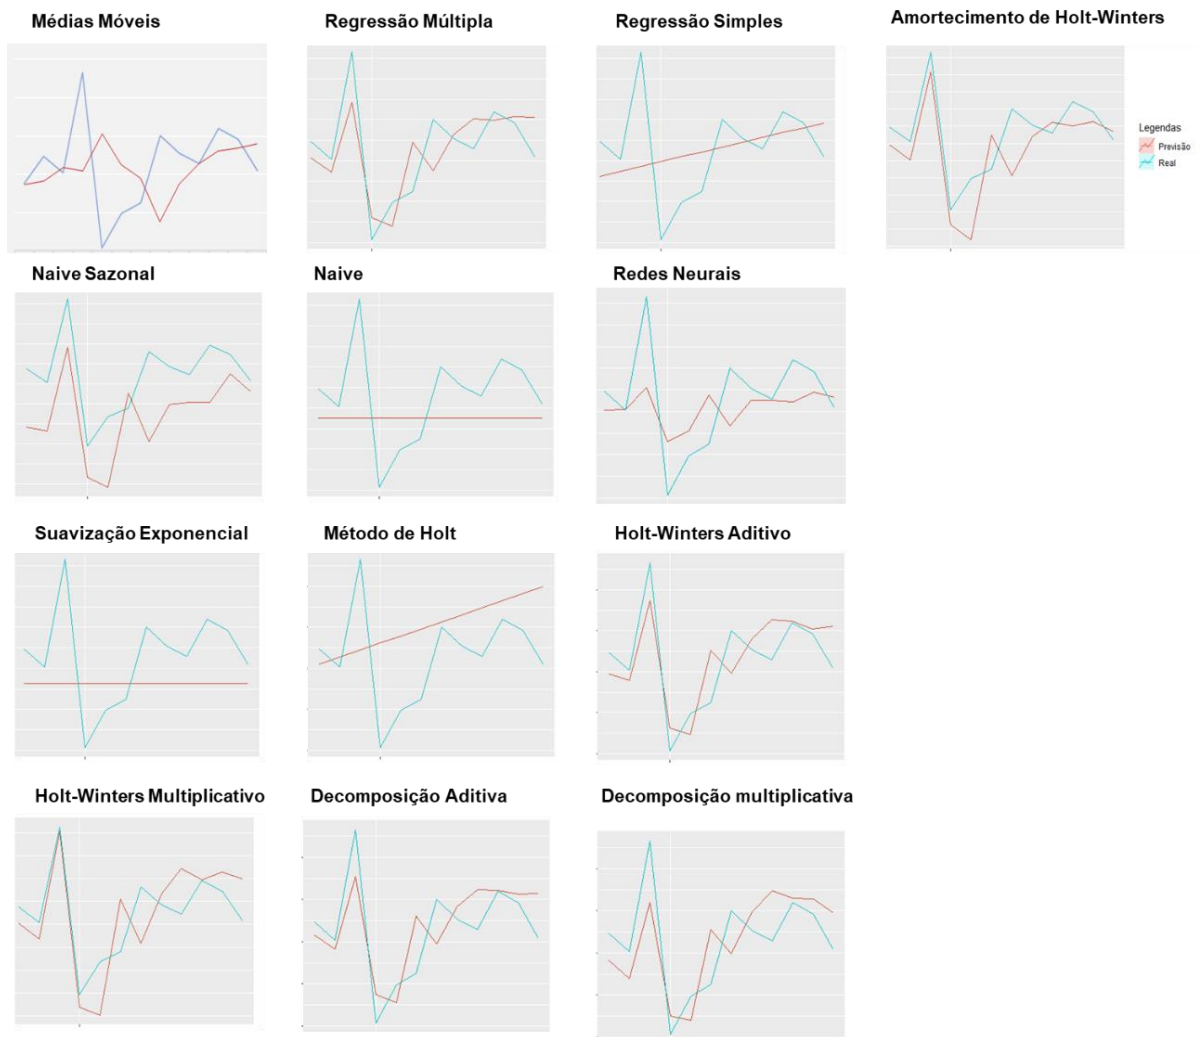 Médias Móveis
Regressão Múltipla
Regressão Simples
Amortecimento de Holt-Winters
Legendas
Previsão
Real
Naive Sazonal
Naive
Redes Neurais
Suavização Exponencial
Método de Holt
Holt-Winters Aditivo
Holt-Winters Multiplicativo
Decomposição Aditiva
Decomposição multiplicativa